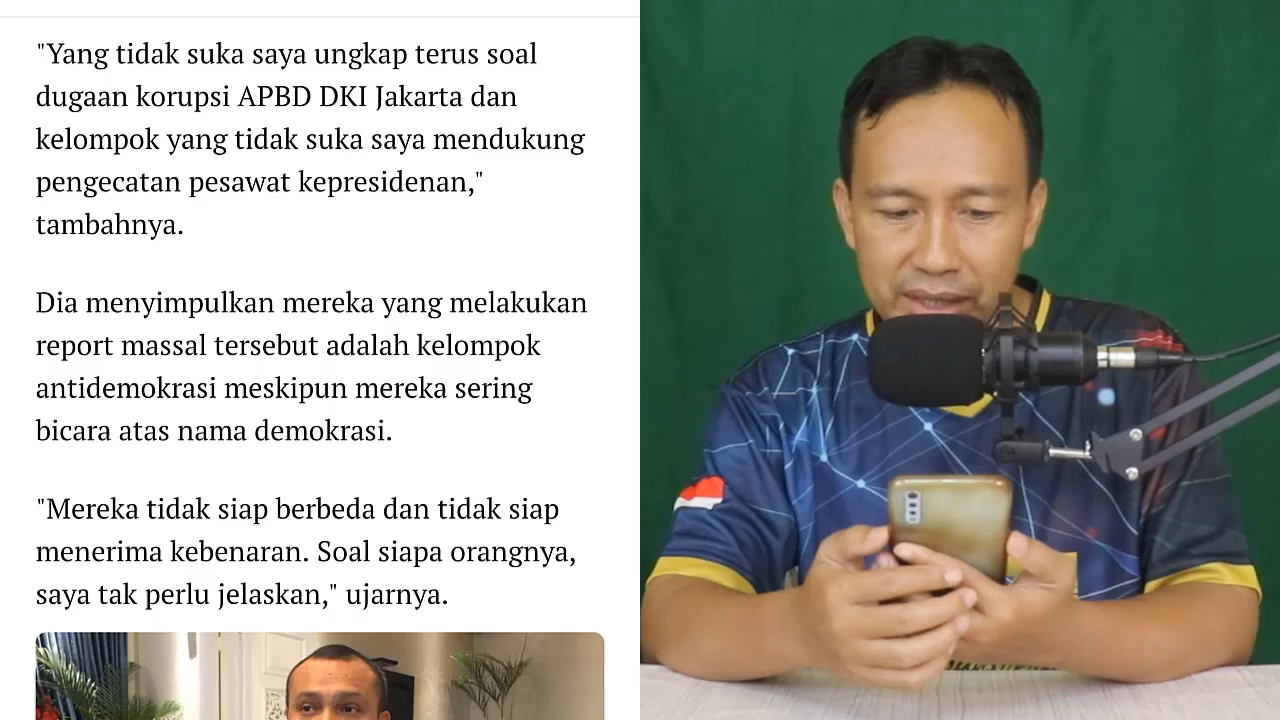 "Yang tidak suka saya ungkap terus soal
dugaan korupsi APBD DKI Jakarta dan
kelompok yang tidak suka saya mendukung
pengecatan pesawat kepresidenan,"
tambahnya.
Dia menyimpulkan mereka yang melakukan
report massal tersebut adalah kelompok
antidemokrasi meskipun mereka sering
bicara atas nama demokrasi.
"Mereka tidak siap berbeda dan tidak siap
menerima kebenaran. Soal siapa orangnya,
saya tak perlu jelaskan," ujarnya.